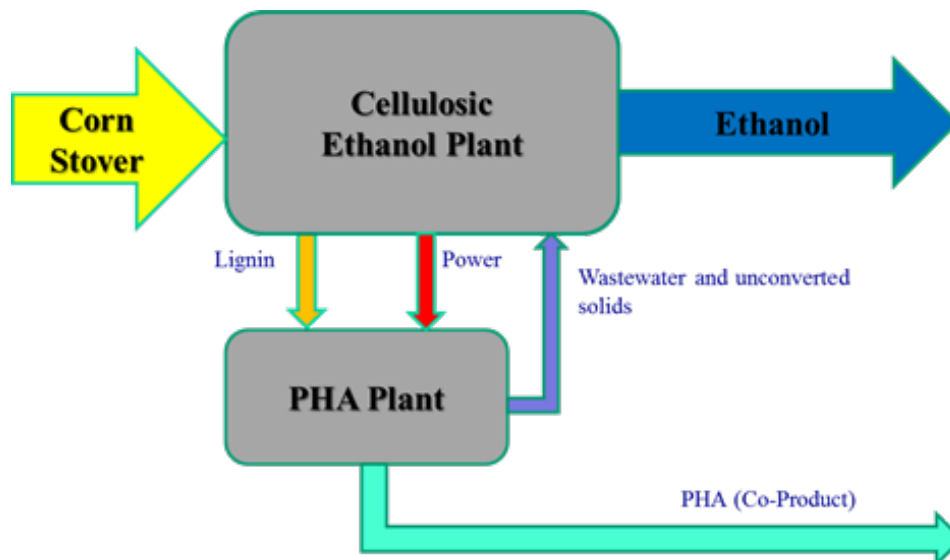 Corn
Stover
Cellulosic
Ethanol Plant
Ethanol
Lignin
Power
Wastewater and unconverted
solids
PHA Plant
PHA (Co-Product)